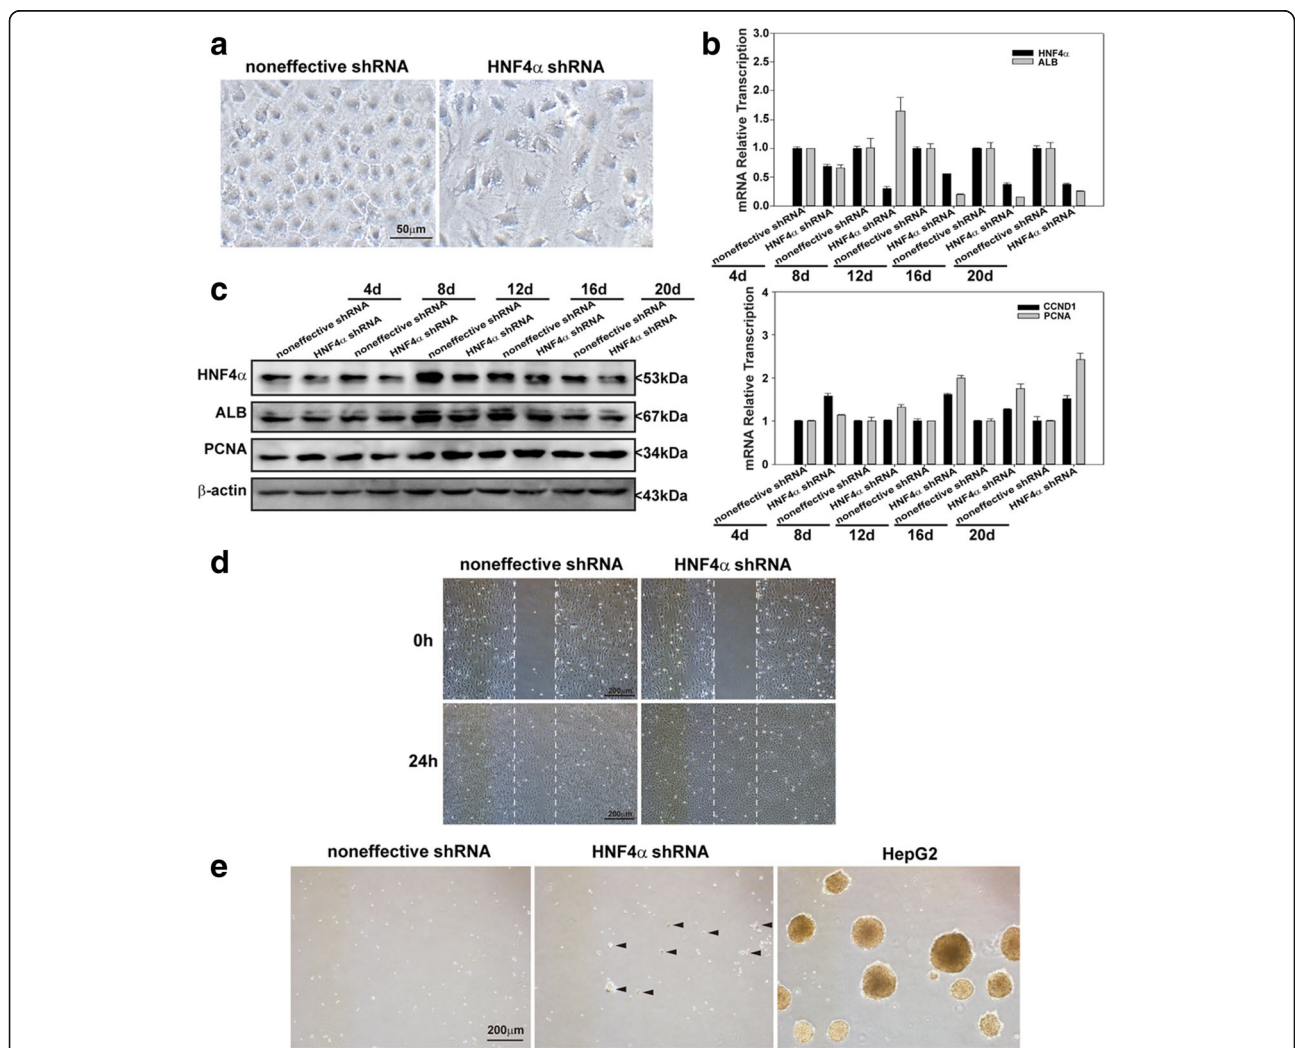 a
noneffective shRNA
HNF4α shRNA
50μm
b
mRNA Relative Transcription
3.0
2.5
2.0
1.5
1.0
0.5
0.0
HNF4α
ALB
noneffective shRNA
HNF4α shRNA
noneffective shRNA
HNF4α shRNA
noneffective shRNA
HNF4α shRNA
noneffective shRNA
HNF4α shRNA
noneffective shRNA
HNF4α shRNA
4d 8d 12d 16d 20d
mRNA Relative Transcription
4
3
2
1
0
CCND1
PCNA
noneffective shRNA
HNF4α shRNA
noneffective shRNA
HNF4α shRNA
noneffective shRNA
HNF4α shRNA
noneffective shRNA
HNF4α shRNA
noneffective shRNA
HNF4α shRNA
4d 8d 12d 16d 20d
c
4d 8d 12d 16d 20d
noneffective shRNA
HNF4α shRNA
noneffective shRNA
HNF4α shRNA
noneffective shRNA
HNF4α shRNA
noneffective shRNA
HNF4α shRNA
noneffective shRNA
HNF4α shRNA
HNF4α <53kDa
ALB <67kDa
PCNA <34kDa
β-actin <43kDa
d
noneffective shRNA
HNF4α shRNA
0h
200μm
200μm
24h
200μm
200μm
e
noneffective shRNA
HNF4α shRNA
HepG2
200μm